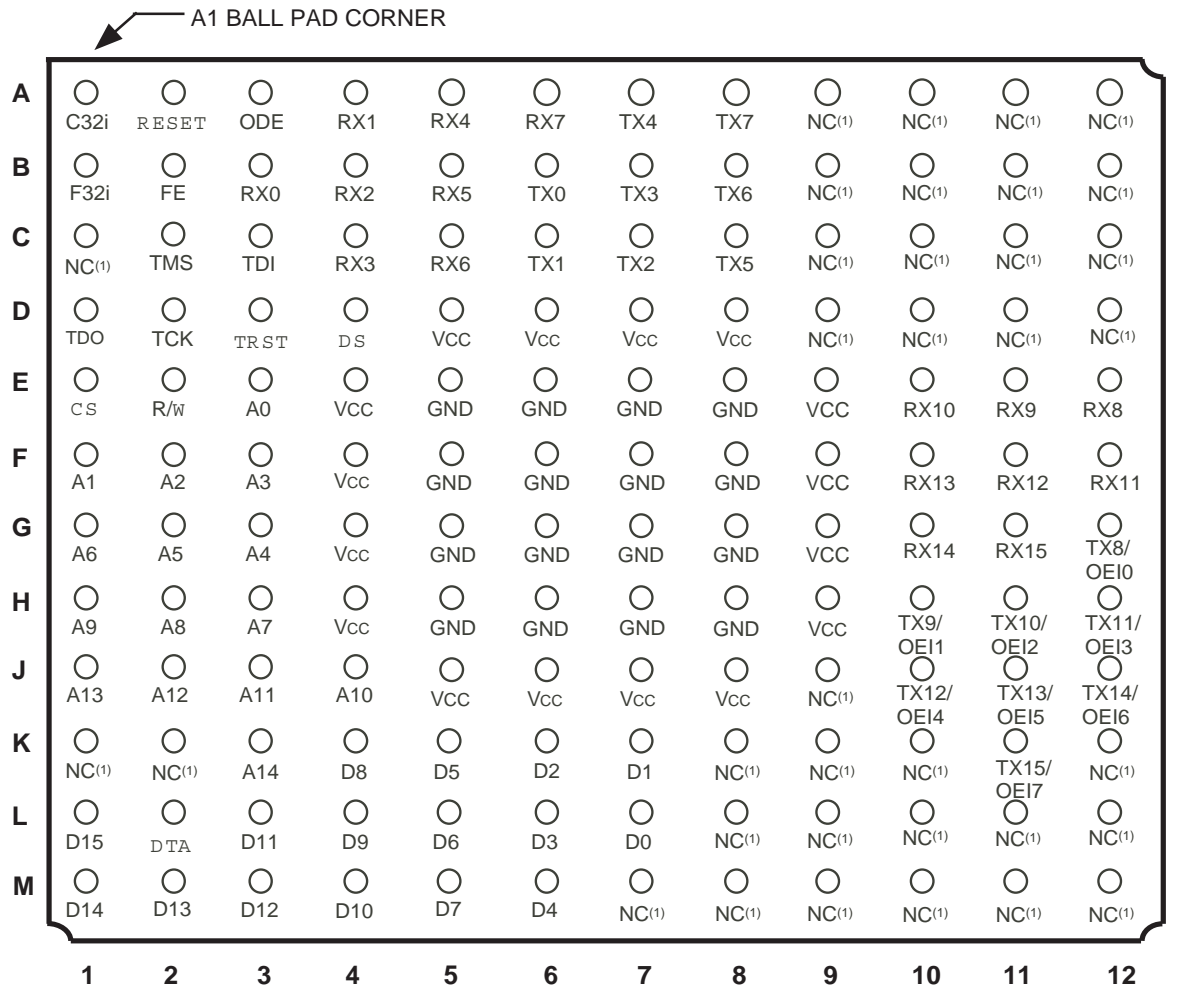 A1 BALL PAD CORNER
A
C32i RESET ODE RX1 RX4 RX7 TX4 TX7 NC(1) NC(1) NC(1) NC(1)
B
F32i FE RX0 RX2 RX5 TX0 TX3 TX6 NC(1) NC(1) NC(1) NC(1)
C
NC(1) TMS TDI RX3 RX6 TX1 TX2 TX5 NC(1) NC(1) NC(1) NC(1)
D
TDO TCK TRST DS VCC VCC VCC VCC NC(1) NC(1) NC(1) NC(1)
E
CS R/W A0 VCC GND GND GND GND VCC RX10 RX9 RX8
F
A1 A2 A3 VCC GND GND GND GND VCC RX13 RX12 RX11
G
A6 A5 A4 VCC GND GND GND GND VCC RX14 RX15 TX8/
OEI0
H
A9 A8 A7 VCC GND GND GND GND VCC TX9/ TX10/ TX11/
OEI1 OEI2 OEI3
J
A13 A12 A11 A10 VCC VCC VCC VCC NC(1) TX12/ TX13/ TX14/
OEI4 OEI5 OEI6
K
NC(1) NC(1) A14 D8 D5 D2 D1 NC(1) NC(1) NC(1) TX15/ NC(1)
OEI7
L
D15 DTA D11 D9 D6 D3 D0 NC(1) NC(1) NC(1) NC(1) NC(1)
M
D14 D13 D12 D10 D7 D4 NC(1) NC(1) NC(1) NC(1) NC(1) NC(1)
1 2 3 4 5 6 7 8 9 10 11 12